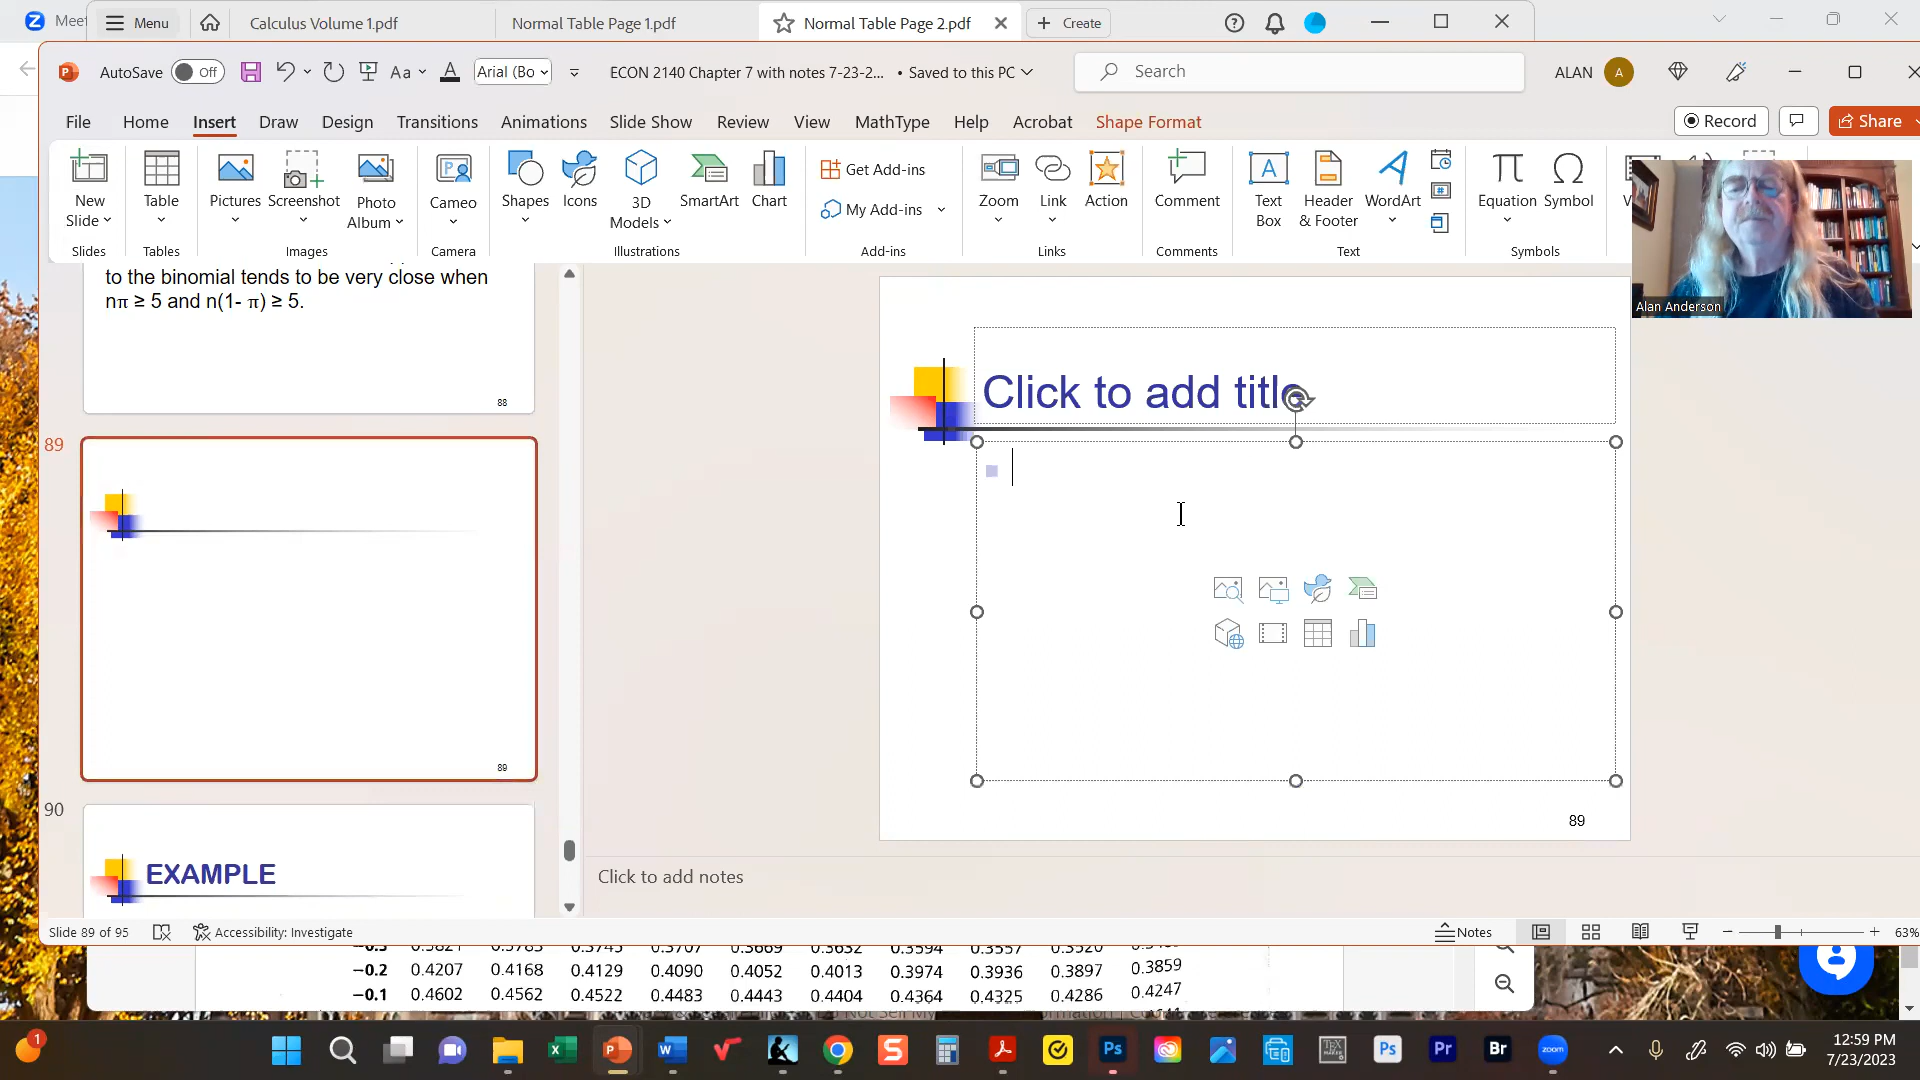 Meet
Menu
Calculus Volume 1.pdf
Normal Table Page 1.pdf
Normal Table Page 2.pdf
Create
AutoSave
Off
Aa
Arial (Bo
ECON 2140 Chapter 7 with notes 7-23-2... • Saved to this PC
Search
ALAN
A
File
Home
Insert
Draw
Design
Transitions
Animations
Slide Show
Review
View
MathType
Help
Acrobat
Shape Format
Record
Share
New
Slide
Table
Pictures
Screenshot
Photo
Album
Cameo
Shapes
Icons
3D
Models
SmartArt
Chart
Get Add-ins
My Add-ins
Zoom
Link
Action
Comment
Text
Box
Header
& Footer
WordArt
Equation
Symbol
Slides
Tables
Images
Camera
Illustrations
Add-ins
Links
Comments
Text
Symbols
Alan Anderson
to the binomial tends to be very close when
nπ ≥ 5 and n(1- π) ≥ 5.
88
89
89
90
EXAMPLE
Click to add title
89
Click to add notes
Slide 89 of 95
Accessibility: Investigate
Notes
63%
−0.2 0.4207 0.4168 0.4129 0.4090 0.4052 0.4013 0.3974 0.3936 0.3897 0.3859
−0.1 0.4602 0.4562 0.4522 0.4483 0.4443 0.4404 0.4364 0.4325 0.4286 0.4247
1
12:59 PM
7/23/2023